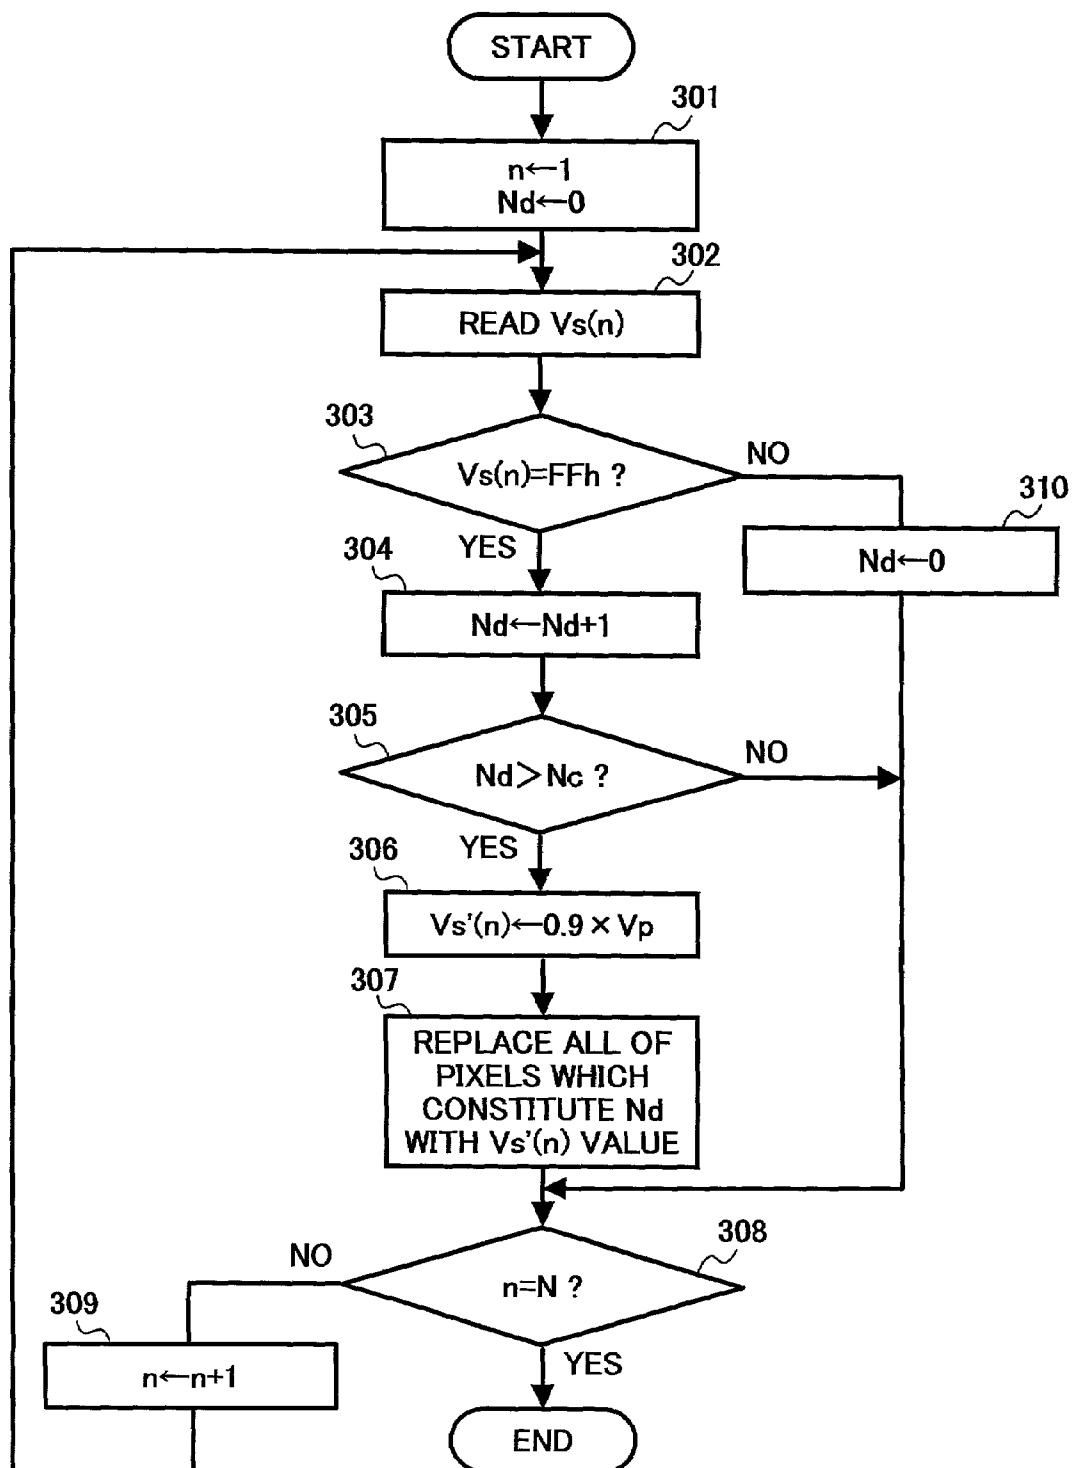 START
301
n←1
Nd←0
302
READ Vs(n)
303
Vs(n)=FFh ?
NO
310
Nd←0
YES
304
Nd←Nd+1
305
Nd>Nc ?
NO
YES
306
Vs'(n)←0.9 × Vp
307
REPLACE ALL OF
PIXELS WHICH
CONSTITUTE Nd
WITH Vs'(n) VALUE
308
n=N ?
NO
309
n←n+1
YES
END